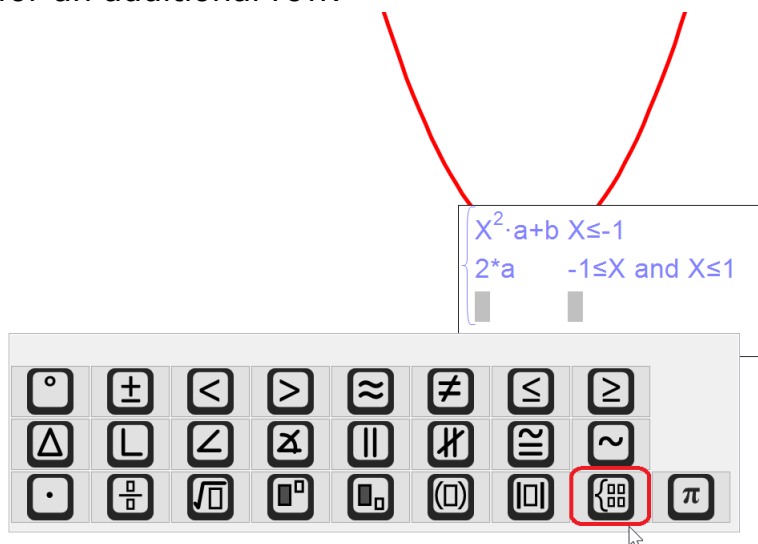 X²·a+b X≤-1
2*a -1≤X and X≤1
° ± < > ≈ ≠ ≤ ≥
Δ L ∠ ∡ ∥ ∦ ≅ ~
· √ (▯) |▯| { π